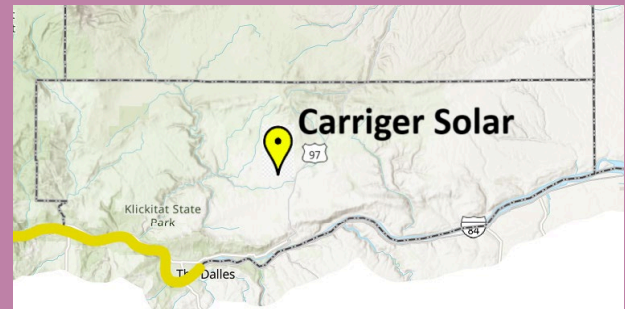 Carriger Solar
97
Klickitat State
Park
84
The Dalles